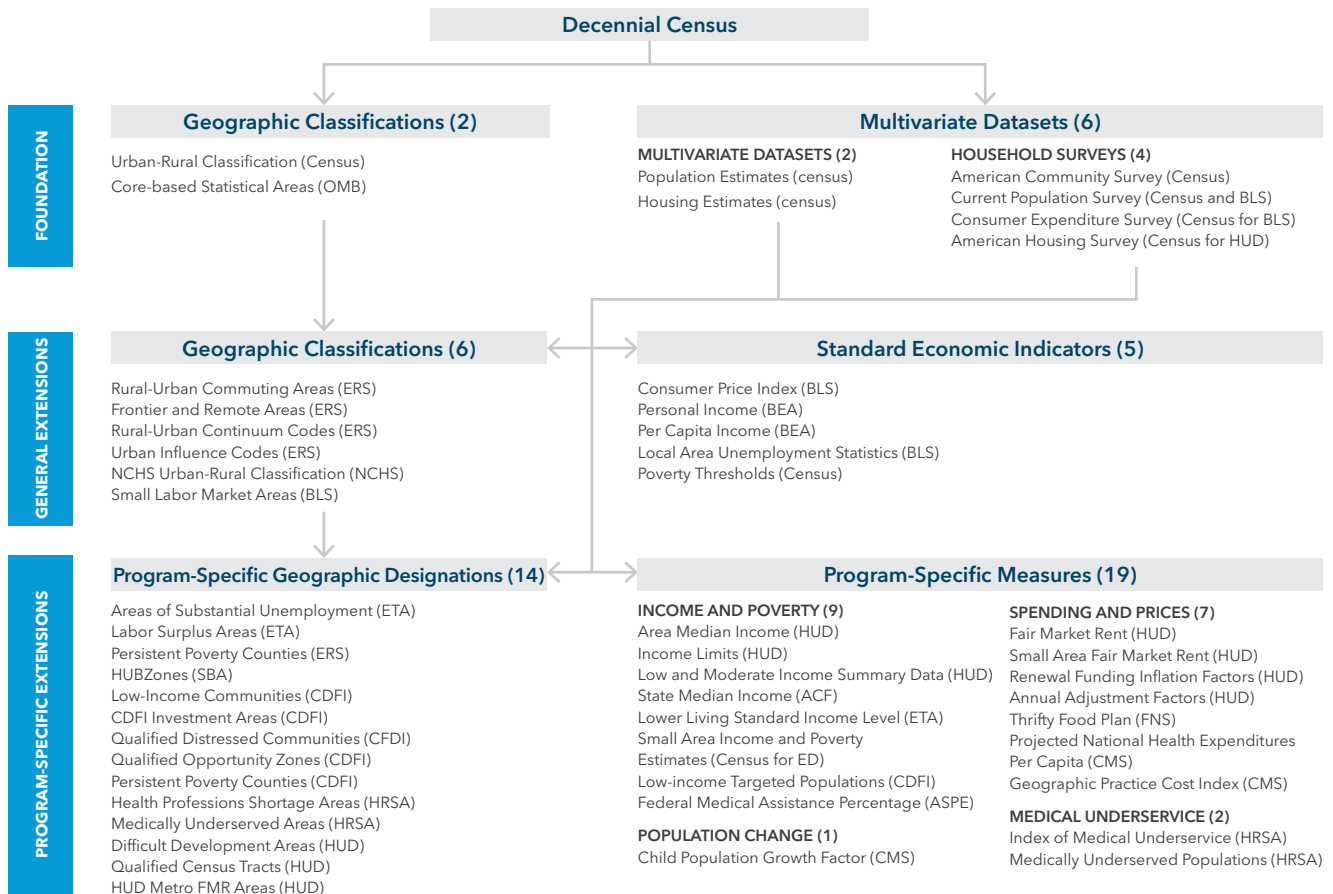 Decennial Census
FOUNDATION
Geographic Classifications (2)
Urban-Rural Classification (Census)
Core-based Statistical Areas (OMB)
Multivariate Datasets (6)
MULTIVARIATE DATASETS (2)
Population Estimates (census)
Housing Estimates (census)
HOUSEHOLD SURVEYS (4)
American Community Survey (Census)
Current Population Survey (Census and BLS)
Consumer Expenditure Survey (Census for BLS)
American Housing Survey (Census for HUD)
GENERAL EXTENSIONS
Geographic Classifications (6)
Rural-Urban Commuting Areas (ERS)
Frontier and Remote Areas (ERS)
Rural-Urban Continuum Codes (ERS)
Urban Influence Codes (ERS)
NCHS Urban-Rural Classification (NCHS)
Small Labor Market Areas (BLS)
Standard Economic Indicators (5)
Consumer Price Index (BLS)
Personal Income (BEA)
Per Capita Income (BEA)
Local Area Unemployment Statistics (BLS)
Poverty Thresholds (Census)
PROGRAM-SPECIFIC EXTENSIONS
Program-Specific Geographic Designations (14)
Areas of Substantial Unemployment (ETA)
Labor Surplus Areas (ETA)
Persistent Poverty Counties (ERS)
HUBZones (SBA)
Low-Income Communities (CDFI)
CDFI Investment Areas (CDFI)
Qualified Distressed Communities (CFDI)
Qualified Opportunity Zones (CDFI)
Persistent Poverty Counties (CDFI)
Health Professions Shortage Areas (HRSA)
Medically Underserved Areas (HRSA)
Difficult Development Areas (HUD)
Qualified Census Tracts (HUD)
HUD Metro FMR Areas (HUD)
Program-Specific Measures (19)
INCOME AND POVERTY (9)
Area Median Income (HUD)
Income Limits (HUD)
Low and Moderate Income Summary Data (HUD)
State Median Income (ACF)
Lower Living Standard Income Level (ETA)
Small Area Income and Poverty
Estimates (Census for ED)
Low-income Targeted Populations (CDFI)
Federal Medical Assistance Percentage (ASPE)
POPULATION CHANGE (1)
Child Population Growth Factor (CMS)
SPENDING AND PRICES (7)
Fair Market Rent (HUD)
Small Area Fair Market Rent (HUD)
Renewal Funding Inflation Factors (HUD)
Annual Adjustment Factors (HUD)
Thrifty Food Plan (FNS)
Projected National Health Expenditures
Per Capita (CMS)
Geographic Practice Cost Index (CMS)
MEDICAL UNDERSERVICE (2)
Index of Medical Underservice (HRSA)
Medically Underserved Populations (HRSA)